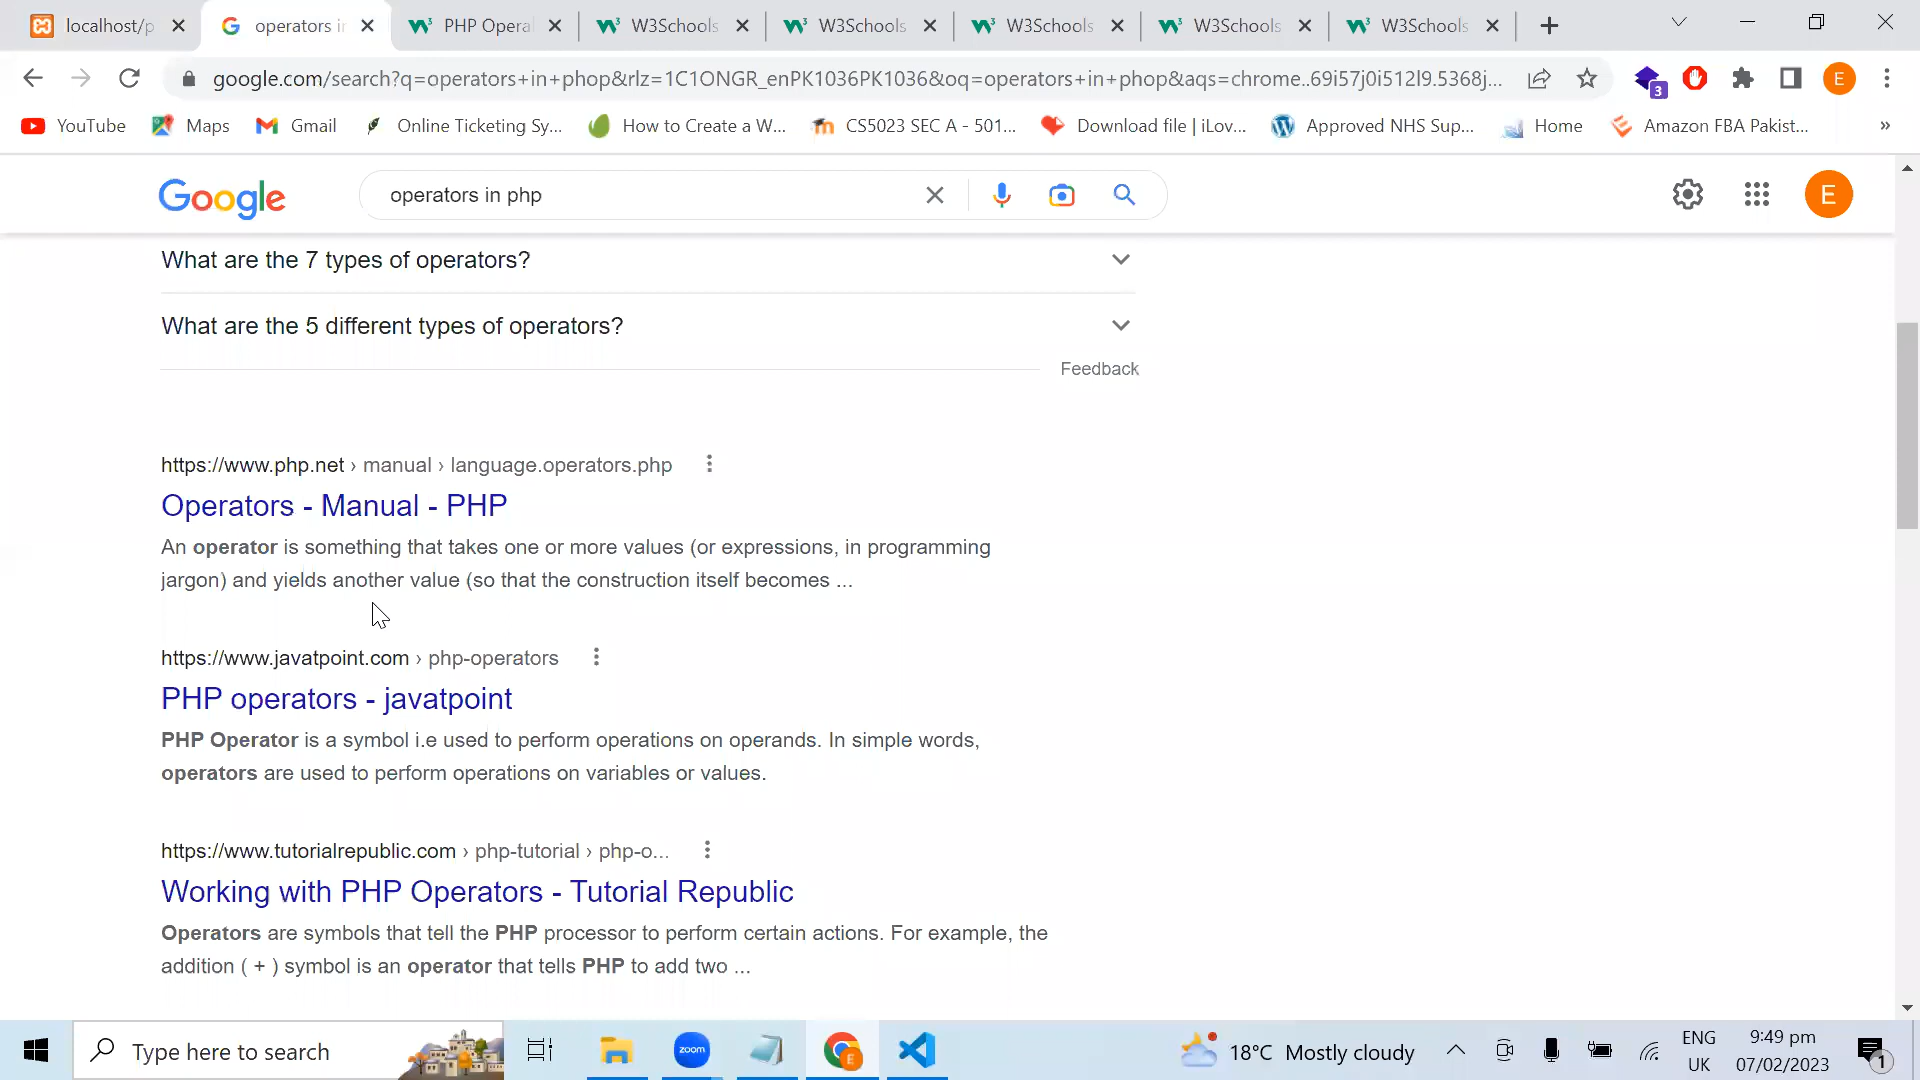 localhost/p
operators in
PHP Opera
W3Schools
W3Schools
W3Schools
W3Schools
W3Schools
google.com/search?q=operators+in+phop&rlz=1C1ONGR_enPK1036PK1036&oq=operators+in+phop&aqs=chrome..69i57j0i512l9.5368j...
3
E
YouTube
Maps
Gmail
Online Ticketing Sy...
How to Create a W...
CS5023 SEC A - 501...
Download file | iLov...
Approved NHS Sup...
Home
Amazon FBA Pakist...
»
Google
operators in php
E
What are the 7 types of operators?
What are the 5 different types of operators?
Feedback
https://www.php.net › manual › language.operators.php
Operators - Manual - PHP
An operator is something that takes one or more values (or expressions, in programming
jargon) and yields another value (so that the construction itself becomes ...
https://www.javatpoint.com › php-operators
PHP operators - javatpoint
PHP Operator is a symbol i.e used to perform operations on operands. In simple words,
operators are used to perform operations on variables or values.
https://www.tutorialrepublic.com › php-tutorial › php-o...
Working with PHP Operators - Tutorial Republic
Operators are symbols that tell the PHP processor to perform certain actions. For example, the
addition ( + ) symbol is an operator that tells PHP to add two ...
Type here to search
zoom
E
18°C Mostly cloudy
ENG
UK
9:49 pm
07/02/2023
1